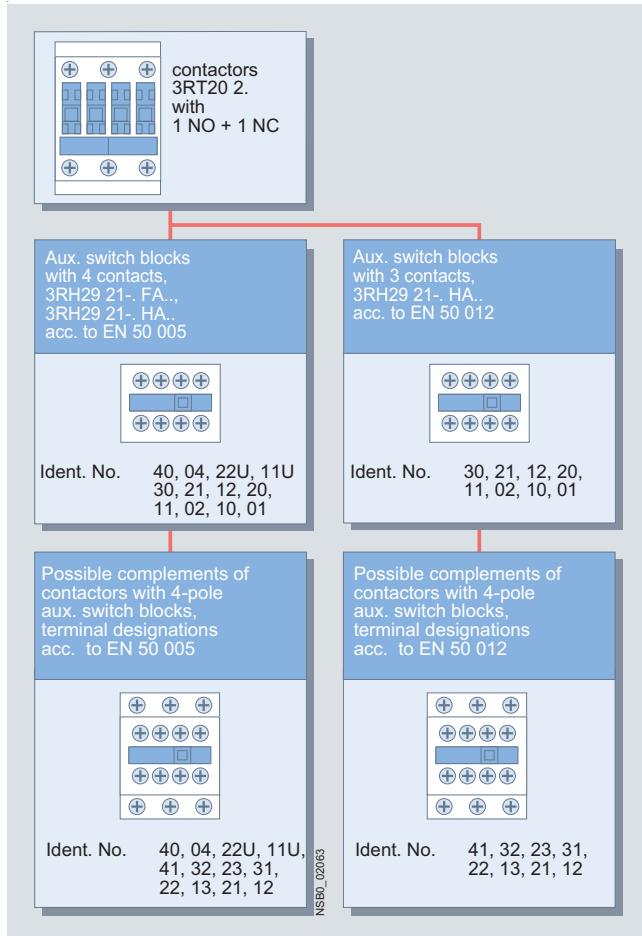 contactors
3RT20 2.
with
1 NO + 1 NC
Aux. switch blocks
with 4 contacts,
3RH29 21-. FA..,
3RH29 21-. HA..
acc. to EN 50 005
Ident. No. 40, 04, 22U, 11U
30, 21, 12, 20,
11, 02, 10, 01
Aux. switch blocks
with 3 contacts,
3RH29 21-. HA..
acc. to EN 50 012
Ident. No. 30, 21, 12, 20,
11, 02, 10, 01
Possible complements of
contactors with 4-pole
aux. switch blocks,
terminal designations
acc. to EN 50 005
Ident. No. 40, 04, 22U, 11U,
41, 32, 23, 31,
22, 13, 21, 12
Possible complements of
contactors with 4-pole
aux. switch blocks,
terminal designations
acc. to EN 50 012
Ident. No. 41, 32, 23, 31,
22, 13, 21, 12
NSB0_02063